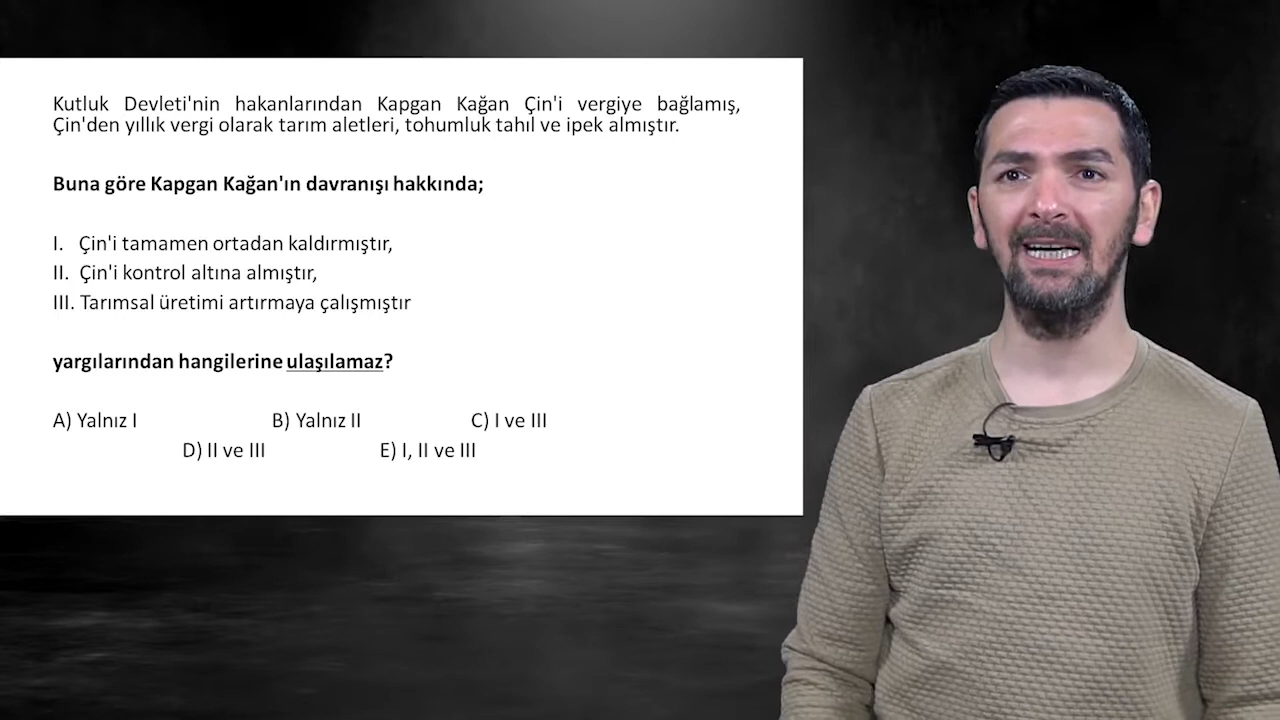 Kutluk Devleti'nin hakanlarından Kapgan Kağan Çin'i vergiye bağlamış,
Çin'den yıllık vergi olarak tarım aletleri, tohumluk tahıl ve ipek almıştır.
Buna göre Kapgan Kağan'ın davranışı hakkında;
I. Çin'i tamamen ortadan kaldırmıştır,
II. Çin'i kontrol altına almıştır,
III. Tarımsal üretimi artırmaya çalışmıştır
yargılarından hangilerine ulaşılamaz?
A) Yalnız I B) Yalnız II C) I ve III
D) II ve III E) I, II ve III